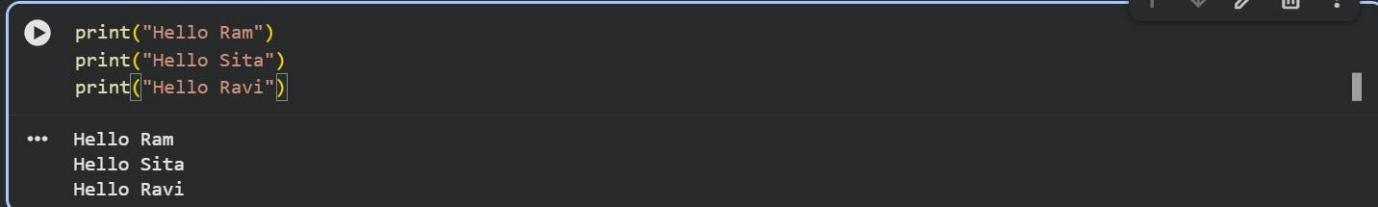 print("Hello Ram")
print("Hello Sita")
print("Hello Ravi")
Hello Ram
Hello Sita
Hello Ravi